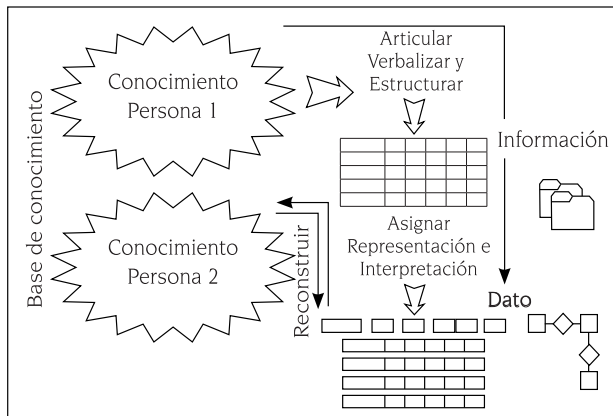 Articular
Verbalizar y
Estructurar
Conocimiento
Persona 1
Información
Base de conocimiento
Asignar
Representación e
Interpretación
Conocimiento
Persona 2
Reconstruir
Dato